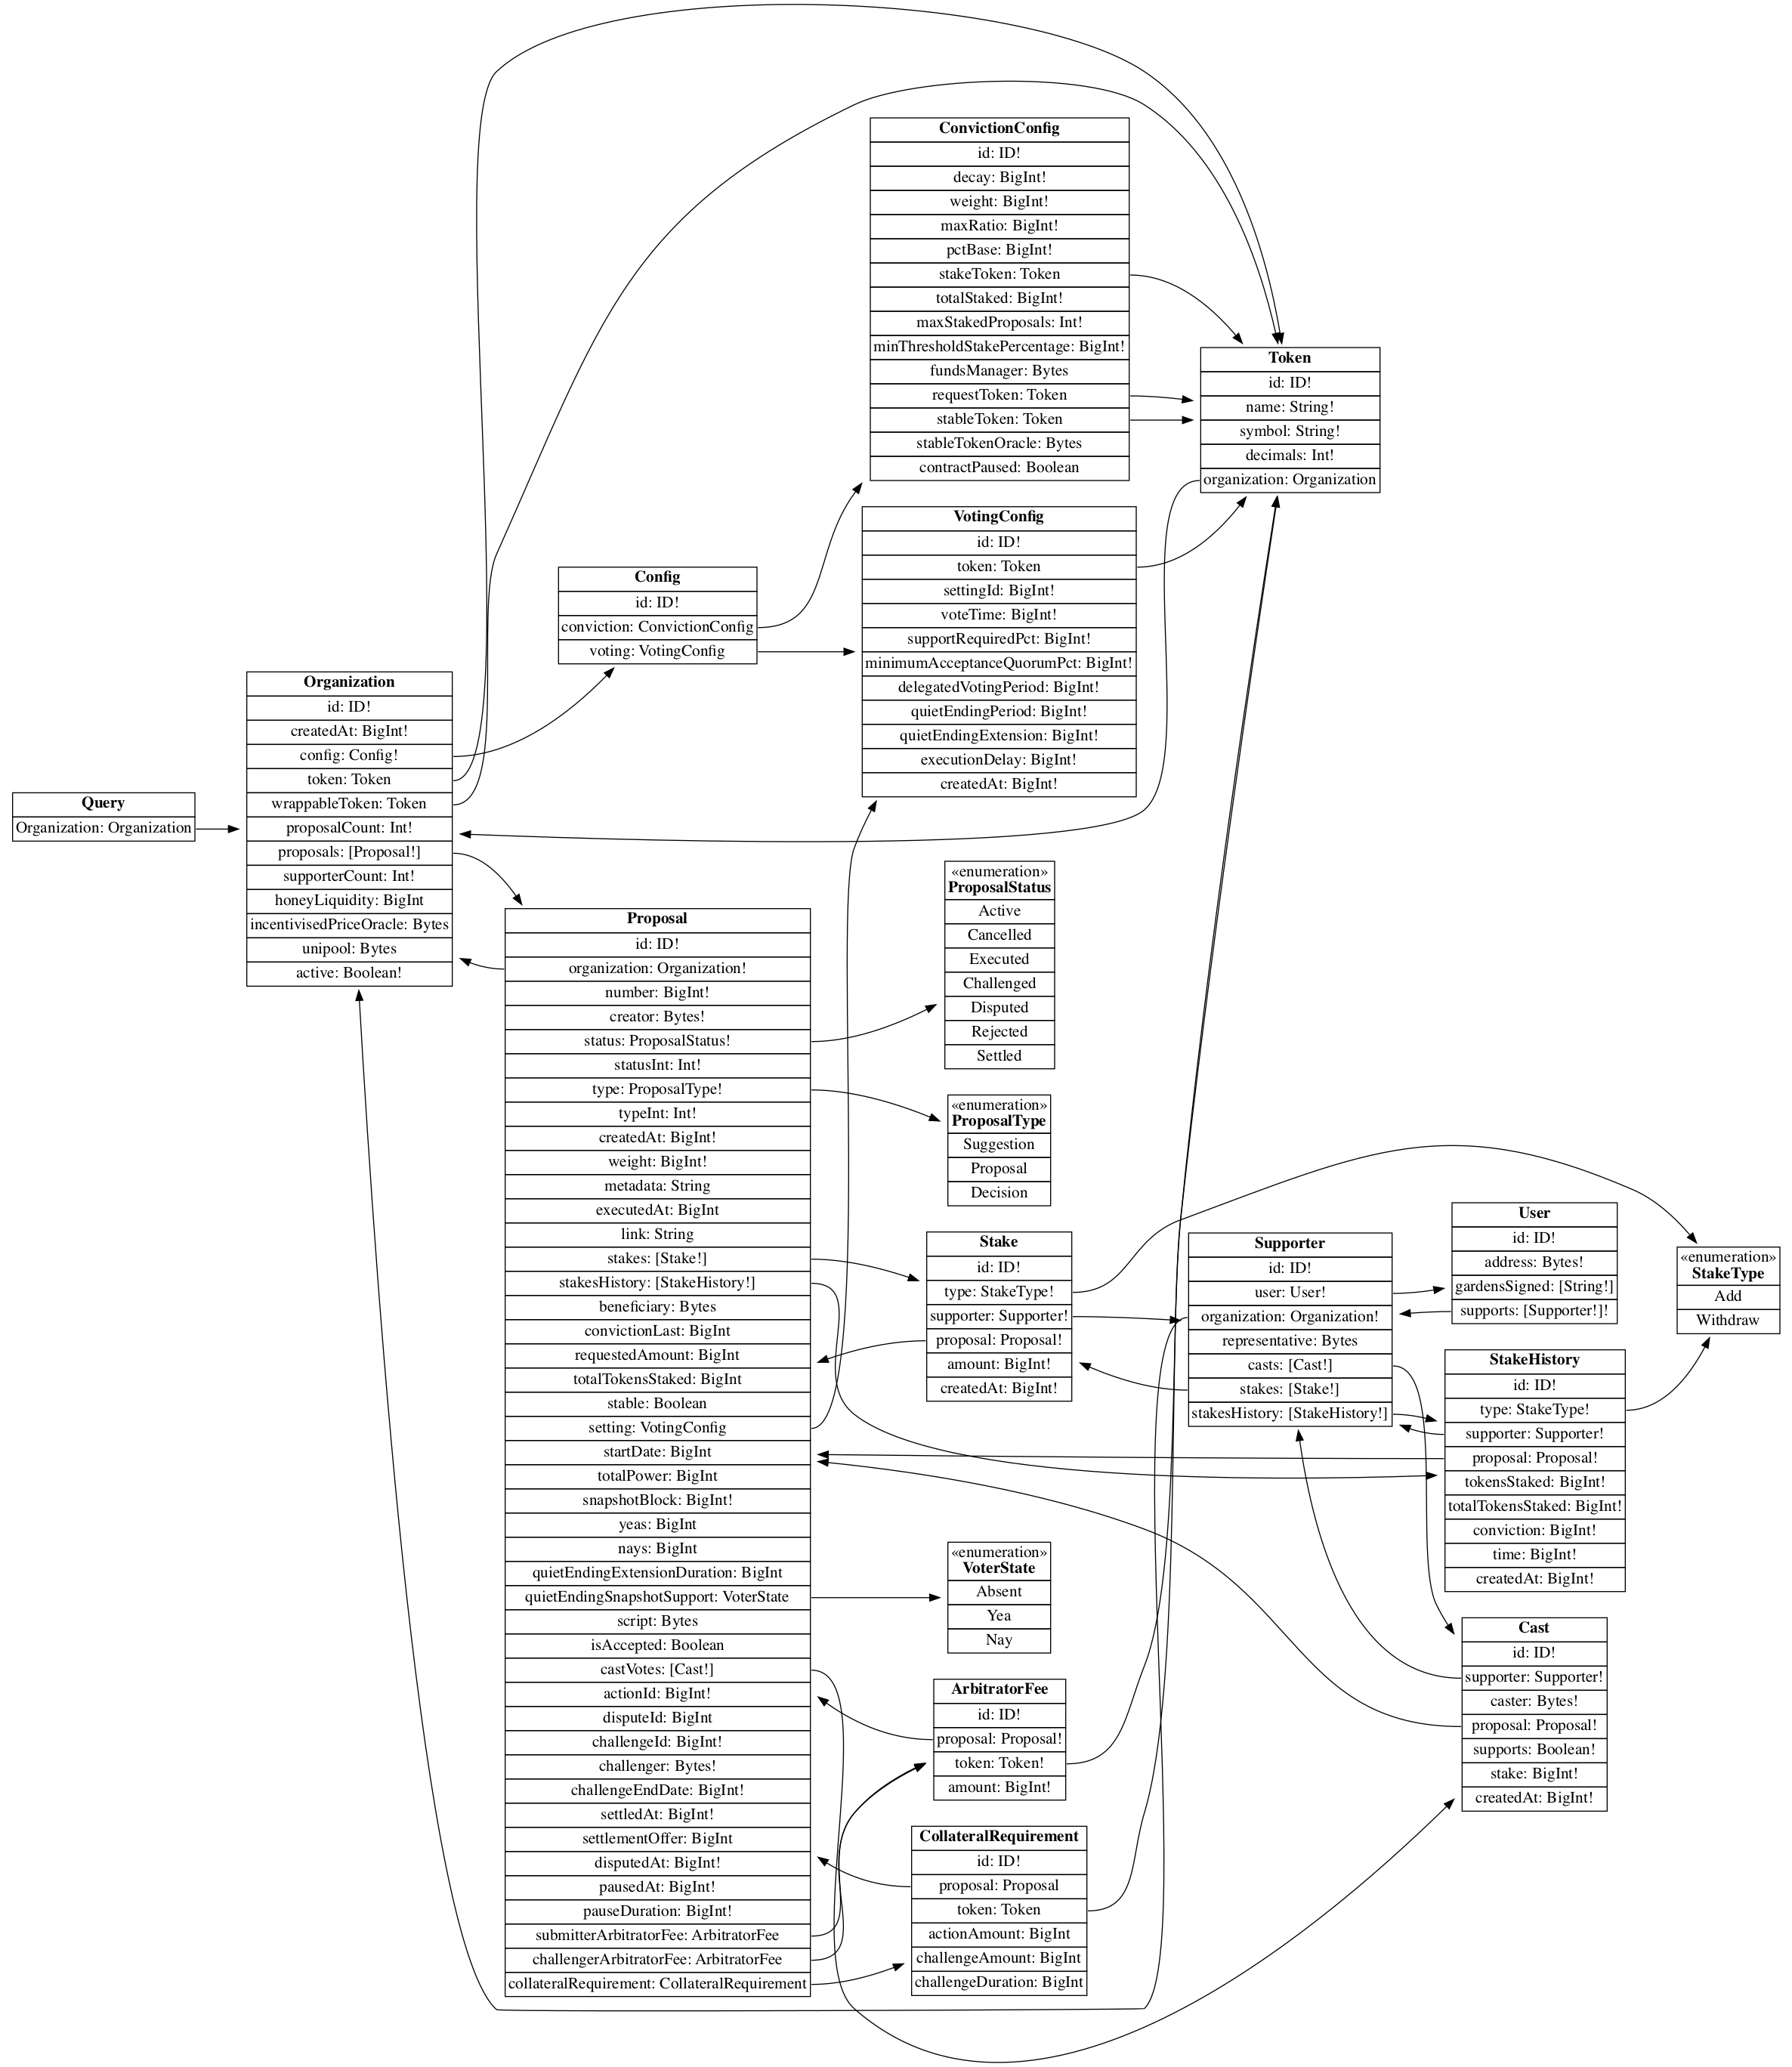 Query
Organization: Organization
Organization
id: ID!
createdAt: BigInt!
config: Config!
token: Token
wrappableToken: Token
proposalCount: Int!
proposals: [Proposal!]
supporterCount: Int!
honeyLiquidity: BigInt
incentivisedPriceOracle: Bytes
unipool: Bytes
active: Boolean!
Config
id: ID!
conviction: ConvictionConfig
voting: VotingConfig
ConvictionConfig
id: ID!
decay: BigInt!
weight: BigInt!
maxRatio: BigInt!
pctBase: BigInt!
stakeToken: Token
totalStaked: BigInt!
maxStakedProposals: Int!
minThresholdStakePercentage: BigInt!
fundsManager: Bytes
requestToken: Token
stableToken: Token
stableTokenOracle: Bytes
contractPaused: Boolean
VotingConfig
id: ID!
token: Token
settingId: BigInt!
voteTime: BigInt!
supportRequiredPct: BigInt!
minimumAcceptanceQuorumPct: BigInt!
delegatedVotingPeriod: BigInt!
quietEndingPeriod: BigInt!
quietEndingExtension: BigInt!
executionDelay: BigInt!
createdAt: BigInt!
Token
id: ID!
name: String!
symbol: String!
decimals: Int!
organization: Organization
Proposal
id: ID!
organization: Organization!
number: BigInt!
creator: Bytes!
status: ProposalStatus!
statusInt: Int!
type: ProposalType!
typeInt: Int!
createdAt: BigInt!
weight: BigInt!
metadata: String
executedAt: BigInt
link: String
stakes: [Stake!]
stakesHistory: [StakeHistory!]
beneficiary: Bytes
convictionLast: BigInt
requestedAmount: BigInt
totalTokensStaked: BigInt
stable: Boolean
setting: VotingConfig
startDate: BigInt
totalPower: BigInt
snapshotBlock: BigInt!
yeas: BigInt
nays: BigInt
quietEndingExtensionDuration: BigInt
quietEndingSnapshotSupport: VoterState
script: Bytes
isAccepted: Boolean
castVotes: [Cast!]
actionId: BigInt!
disputeId: BigInt
challengeId: BigInt!
challenger: Bytes!
challengeEndDate: BigInt!
settledAt: BigInt!
settlementOffer: BigInt
disputedAt: BigInt!
pausedAt: BigInt!
pauseDuration: BigInt!
submitterArbitratorFee: ArbitratorFee
challengerArbitratorFee: ArbitratorFee
collateralRequirement: CollateralRequirement
«enumeration»
ProposalStatus
Active
Cancelled
Executed
Challenged
Disputed
Rejected
Settled
«enumeration»
ProposalType
Suggestion
Proposal
Decision
Stake
id: ID!
type: StakeType!
supporter: Supporter!
proposal: Proposal!
amount: BigInt!
createdAt: BigInt!
«enumeration»
VoterState
Absent
Yea
Nay
ArbitratorFee
id: ID!
proposal: Proposal!
token: Token!
amount: BigInt!
CollateralRequirement
id: ID!
proposal: Proposal
token: Token
actionAmount: BigInt
challengeAmount: BigInt
challengeDuration: BigInt
Supporter
id: ID!
user: User!
organization: Organization!
representative: Bytes
casts: [Cast!]
stakes: [Stake!]
stakesHistory: [StakeHistory!]
User
id: ID!
address: Bytes!
gardensSigned: [String!]
supports: [Supporter!]!
StakeHistory
id: ID!
type: StakeType!
supporter: Supporter!
proposal: Proposal!
tokensStaked: BigInt!
totalTokensStaked: BigInt!
conviction: BigInt!
time: BigInt!
createdAt: BigInt!
Cast
id: ID!
supporter: Supporter!
caster: Bytes!
proposal: Proposal!
supports: Boolean!
stake: BigInt!
createdAt: BigInt!
«enumeration»
StakeType
Add
Withdraw